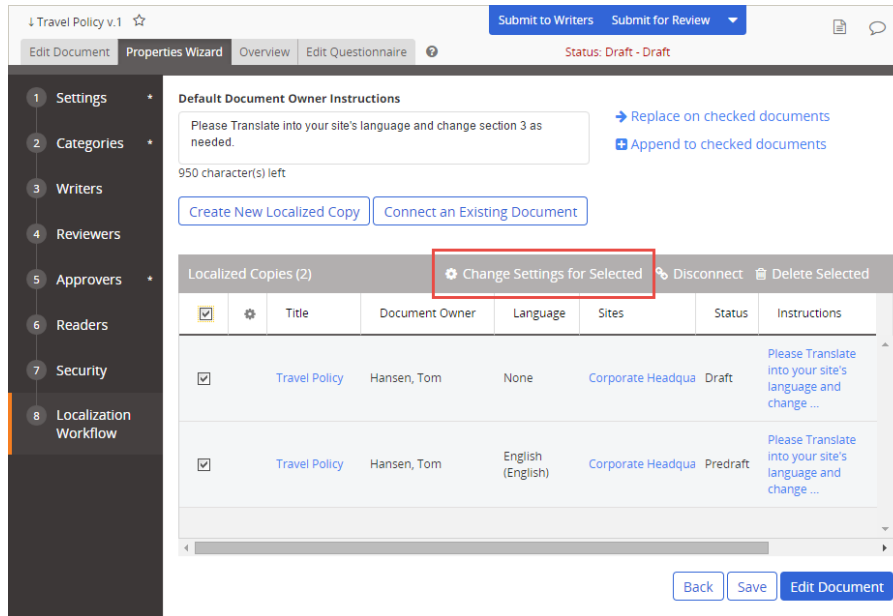 Travel Policy v.1
Submit to Writers Submit for Review
Edit Document Properties Wizard Overview Edit Questionnaire ?
Status: Draft - Draft
1 Settings *
2 Categories *
3 Writers
4 Reviewers
5 Approvers *
6 Readers
7 Security
8 Localization
Workflow
Default Document Owner Instructions
Please Translate into your site's language and change section 3 as
needed.
950 character(s) left
Replace on checked documents
Append to checked documents
Create New Localized Copy Connect an Existing Document
Localized Copies (2) Change Settings for Selected Disconnect Delete Selected
Title Document Owner Language Sites Status Instructions
Travel Policy Hansen, Tom None Corporate Headqua Draft
Please Translate
into your site's
language and
change ...
Travel Policy Hansen, Tom English
(English) Corporate Headqua Predraft
Please Translate
into your site's
language and
change ...
Back Save Edit Document